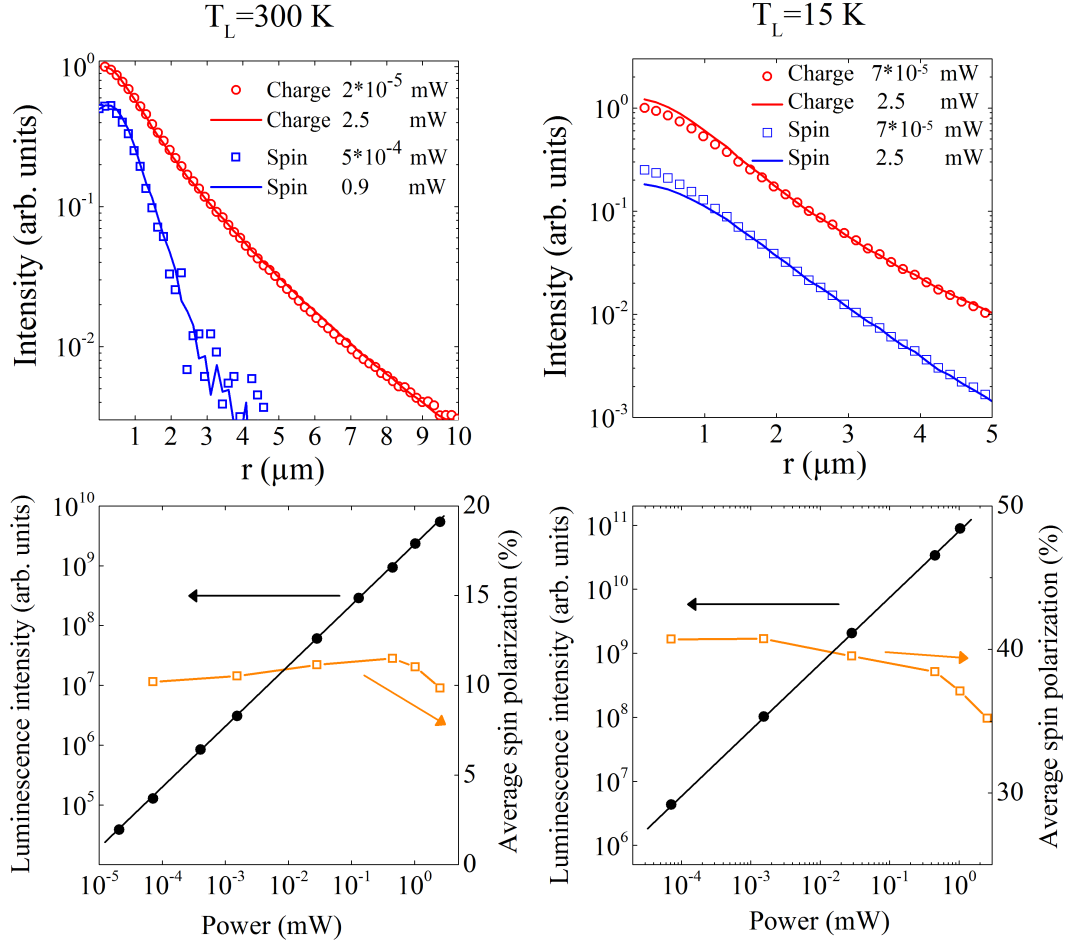 T_L=300 K
T_L=15 K
Intensity (arb. units)
10^0
10^-1
10^-2
Charge 2*10^-5 mW
Charge 2.5 mW
Spin 5*10^-4 mW
Spin 0.9 mW
1 2 3 4 5 6 7 8 9 10
r (µm)
Intensity (arb. units)
10^0
10^-1
10^-2
10^-3
Charge 7*10^-5 mW
Charge 2.5 mW
Spin 7*10^-5 mW
Spin 2.5 mW
1 2 3 4 5
r (µm)
Luminescence intensity (arb. units)
10^10
10^9
10^8
10^7
10^6
10^5
20
15
10
5
0
Average spin polarization (%)
10^-5 10^-4 10^-3 10^-2 10^-1 10^0
Power (mW)
Luminescence intensity (arb. units)
10^11
10^10
10^9
10^8
10^7
10^6
50
40
30
Average spin polarization (%)
10^-4 10^-3 10^-2 10^-1 10^0
Power (mW)